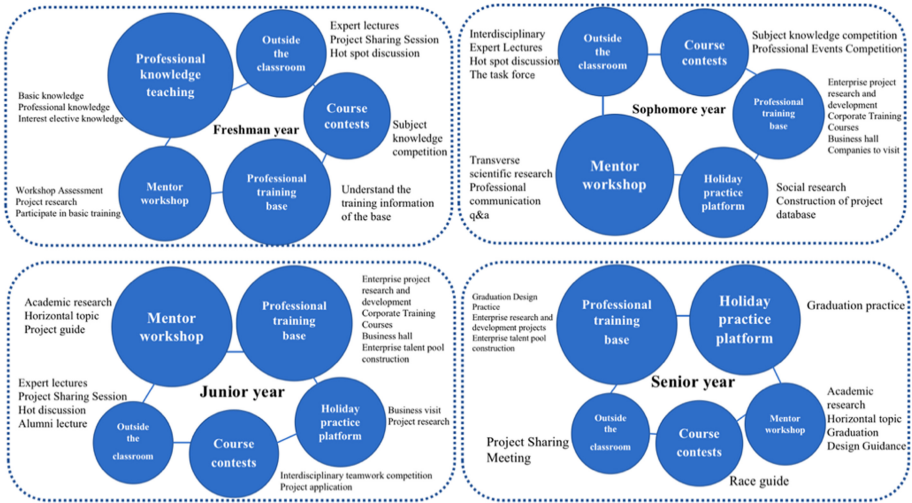 Professional
knowledge
teaching
Outside
the
classroom
Expert lectures
Project Sharing Session
Hot spot discussion
Basic knowledge
Professional knowledge
Interest elective knowledge
Freshman year
Course
contests
Subject
knowledge
competition
Workshop Assessment
Project research
Participate in basic training
Mentor
workshop
Professional
training
base
Understand the
training information
of the base
Interdisciplinary
Expert Lectures
Hot spot discussion
The task force
Outside
the
classroom
Course
contests
Subject knowledge competition
Professional Events Competition
Sophomore year
Professional
training
base
Enterprise project
research and
development
Corporate Training
Courses
Business hall
Companies to visit
Transverse
scientific research
Professional
communication
q&a
Mentor
workshop
Holiday
practice
platform
Social research
Construction of project
database
Academic research
Horizontal topic
Project guide
Mentor
workshop
Professional
training
base
Enterprise project
research and
development
Corporate Training
Courses
Business hall
Enterprise talent pool
construction
Junior year
Expert lectures
Project Sharing Session
Hot discussion
Alumni lecture
Outside
the
classroom
Course
contests
Holiday
practice
platform
Business visit
Project research
Interdisciplinary teamwork competition
Project application
Graduation Design
Practice
Enterprise research and
development projects
Enterprise talent pool
construction
Professional
training
base
Holiday
practice
platform
Graduation practice
Senior year
Project Sharing
Meeting
Outside
the
classroom
Course
contests
Mentor
workshop
Academic
research
Horizontal topic
Graduation
Design Guidance
Race guide